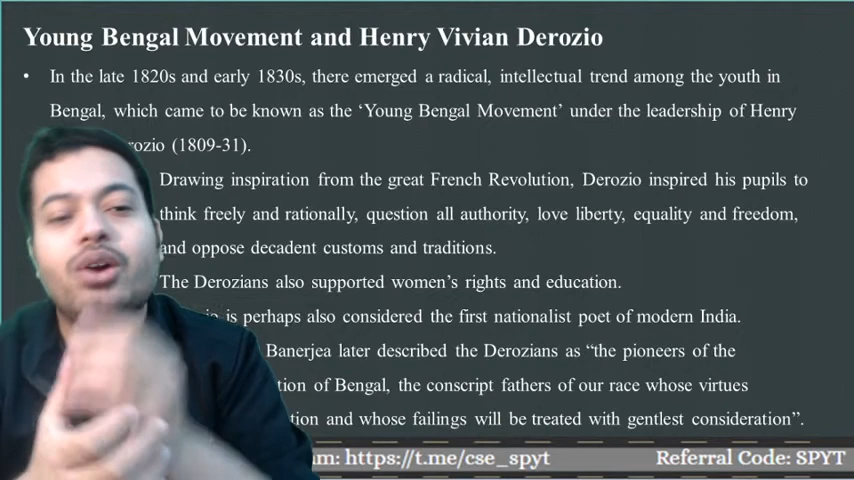 Young Bengal Movement and Henry Vivian Derozio
• In the late 1820s and early 1830s, there emerged a radical, intellectual trend among the youth in
Bengal, which came to be known as the ‘Young Bengal Movement’ under the leadership of Henry
rozio (1809-31).
Drawing inspiration from the great French Revolution, Derozio inspired his pupils to
think freely and rationally, question all authority, love liberty, equality and freedom,
and oppose decadent customs and traditions.
The Derozians also supported women’s rights and education.
is perhaps also considered the first nationalist poet of modern India.
Banerjea later described the Derozians as “the pioneers of the
tion of Bengal, the conscript fathers of our race whose virtues
tion and whose failings will be treated with gentlest consideration”.
am: https://t.me/cse_spyt Referral Code: SPYT